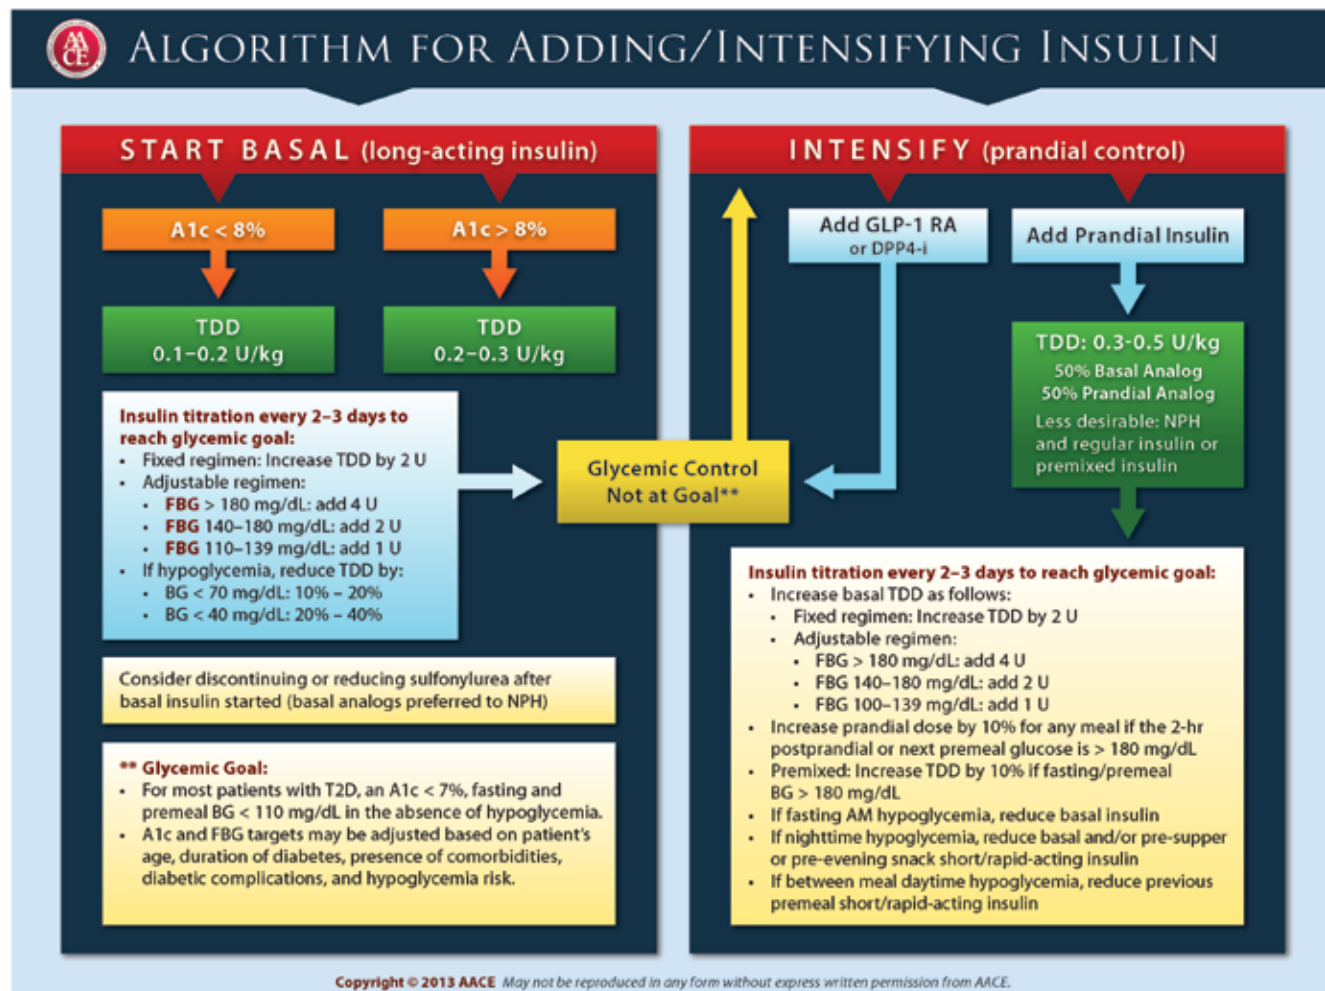 AACE
ALGORITHM FOR ADDING/INTENSIFYING INSULIN
START BASAL (long-acting insulin)
A1c < 8%
A1c > 8%
TDD
0.1–0.2 U/kg
TDD
0.2–0.3 U/kg
Insulin titration every 2–3 days to
reach glycemic goal:
• Fixed regimen: Increase TDD by 2 U
• Adjustable regimen:
• FBG > 180 mg/dL: add 4 U
• FBG 140–180 mg/dL: add 2 U
• FBG 110–139 mg/dL: add 1 U
• If hypoglycemia, reduce TDD by:
• BG < 70 mg/dL: 10% – 20%
• BG < 40 mg/dL: 20% – 40%
Consider discontinuing or reducing sulfonylurea after
basal insulin started (basal analogs preferred to NPH)
** Glycemic Goal:
• For most patients with T2D, an A1c < 7%, fasting and
premeal BG < 110 mg/dL in the absence of hypoglycemia.
• A1c and FBG targets may be adjusted based on patient's
age, duration of diabetes, presence of comorbidities,
diabetic complications, and hypoglycemia risk.
Glycemic Control
Not at Goal**
INTENSIFY (prandial control)
Add GLP-1 RA
or DPP4-i
Add Prandial Insulin
TDD: 0.3-0.5 U/kg
50% Basal Analog
50% Prandial Analog
Less desirable: NPH
and regular insulin or
premixed insulin
Insulin titration every 2–3 days to reach glycemic goal:
• Increase basal TDD as follows:
• Fixed regimen: Increase TDD by 2 U
• Adjustable regimen:
• FBG > 180 mg/dL: add 4 U
• FBG 140–180 mg/dL: add 2 U
• FBG 100–139 mg/dL: add 1 U
• Increase prandial dose by 10% for any meal if the 2-hr
postprandial or next premeal glucose is > 180 mg/dL
• Premixed: Increase TDD by 10% if fasting/premeal
BG > 180 mg/dL
• If fasting AM hypoglycemia, reduce basal insulin
• If nighttime hypoglycemia, reduce basal and/or pre-supper
or pre-evening snack short/rapid-acting insulin
• If between meal daytime hypoglycemia, reduce previous
premeal short/rapid-acting insulin
Copyright © 2013 AACE May not be reproduced in any form without express written permission from AACE.